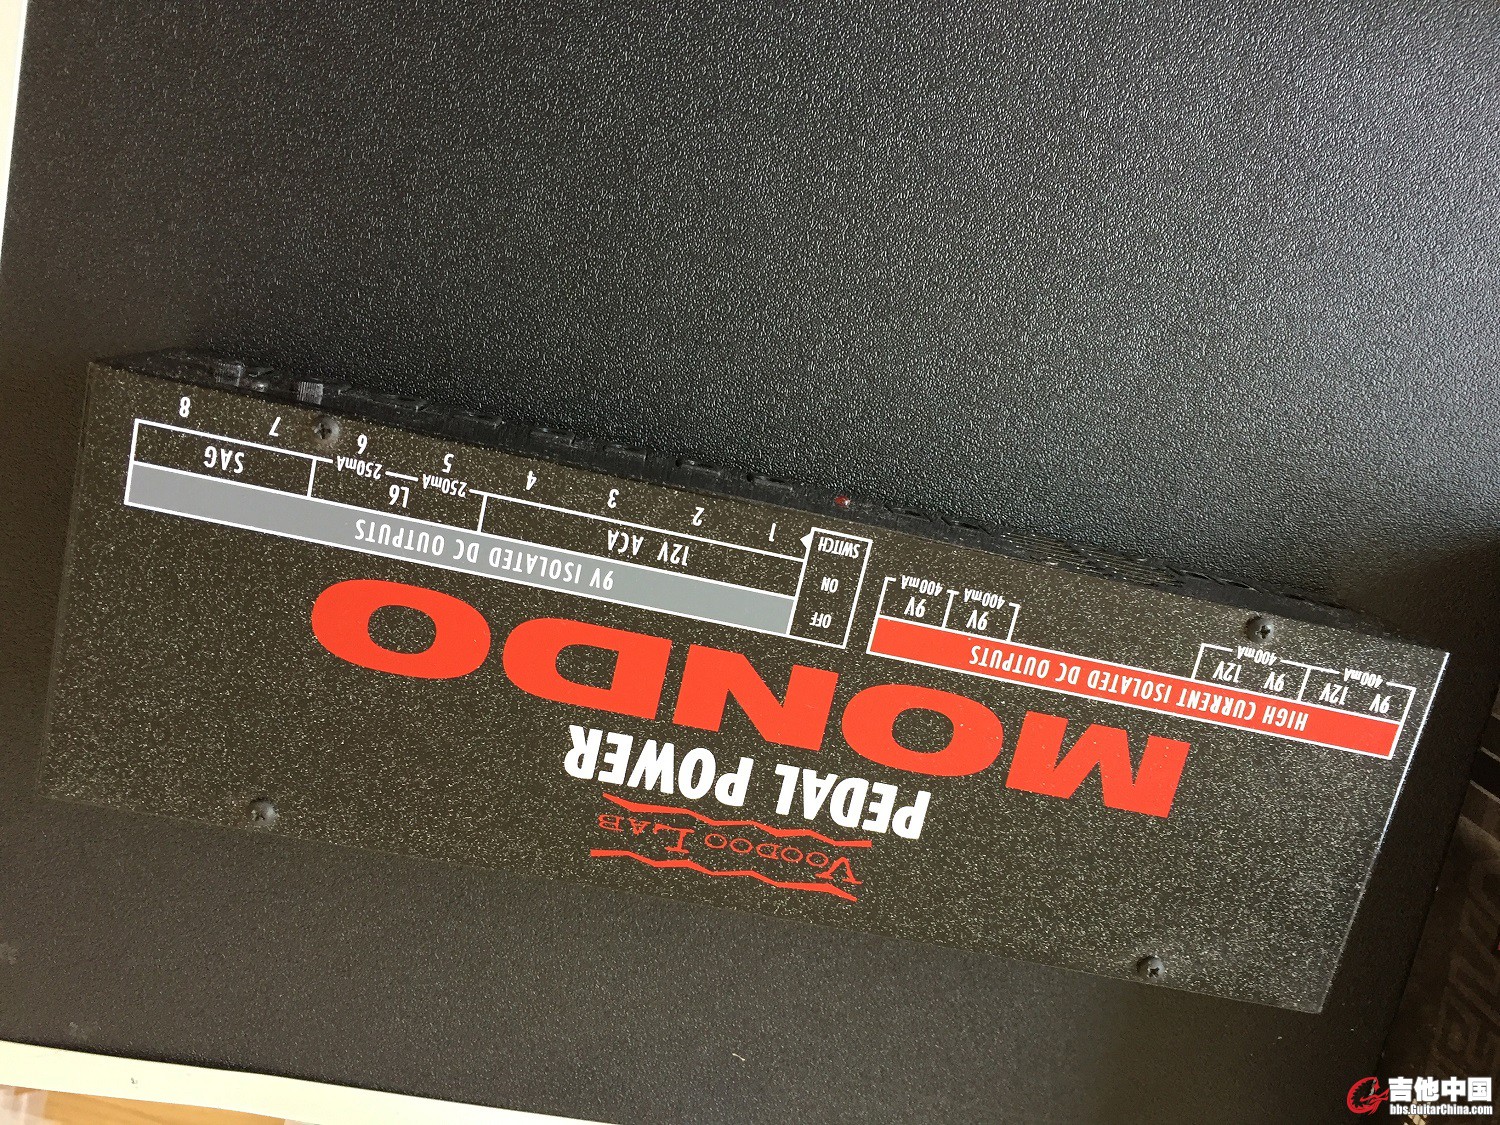 VOODOO LAB
PEDAL POWER
MONDO
HIGH CURRENT ISOLATED DC OUTPUTS
9V 12V 9V 12V 9V 9V
400mA 400mA 400mA 400mA
OFF
ON
SWITCH
9V ISOLATED DC OUTPUTS
12V ACA L6 SAG
250mA 250mA
1 2 3 4 5 6 7 8
吉他中国
bbs.GuitarChina.com